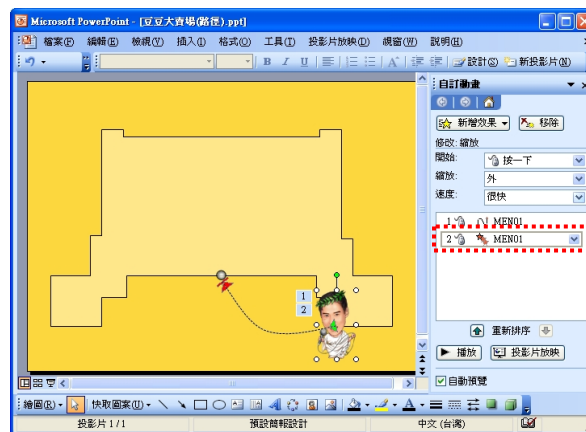 Microsoft PowerPoint - [豆豆大賣場(路徑).ppt]
檔案(F) 編輯(E) 檢視(V) 插入(I) 格式(O) 工具(T) 投影片放映(D) 視窗(W) 說明(H)
B I U 設計(S) 新投影片(N)
自訂動畫
新增效果 移除
修改: 縮放
開始: 按一下
縮放: 外
速度: 很快
1 MEN01
2 MEN01
1
2
重新排序
播放 投影片放映
自動預覽
繪圖(R) 快取圖案(U)
投影片 1 / 1 預設簡報設計 中文 (台灣)